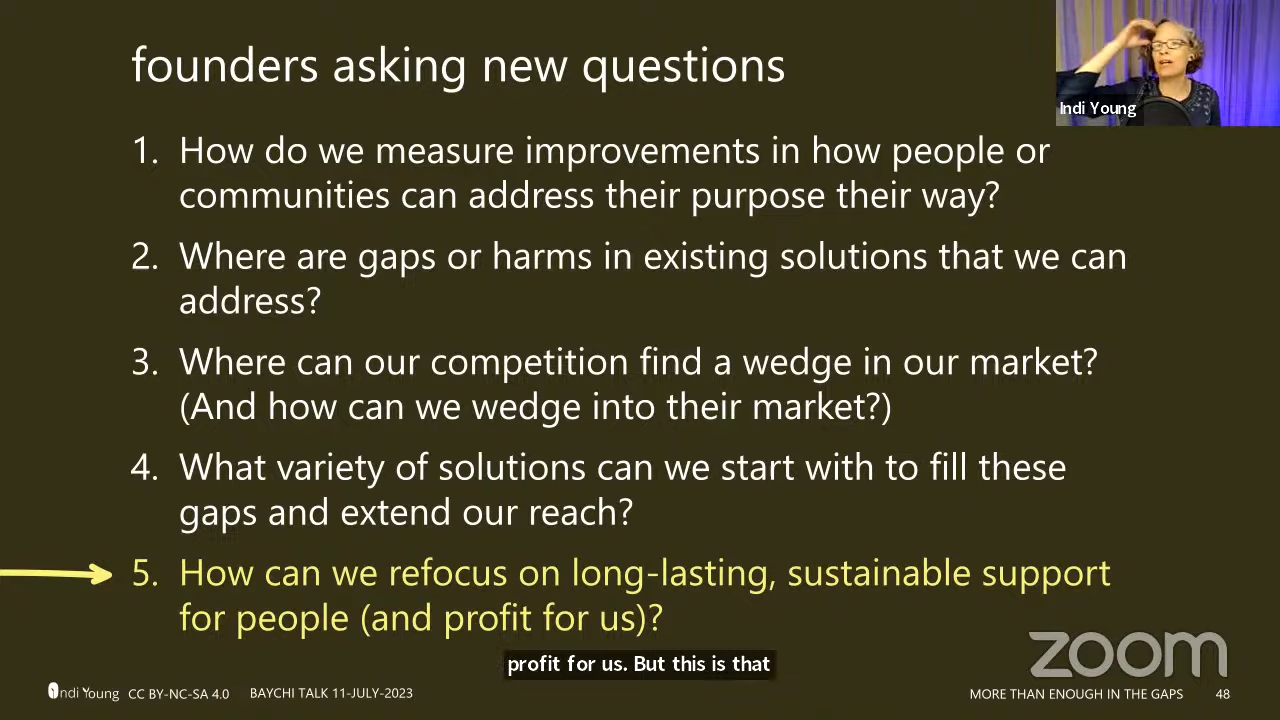 founders asking new questions
Indi Young
1. How do we measure improvements in how people or
communities can address their purpose their way?
2. Where are gaps or harms in existing solutions that we can
address?
3. Where can our competition find a wedge in our market?
(And how can we wedge into their market?)
4. What variety of solutions can we start with to fill these
gaps and extend our reach?
5. How can we refocus on long-lasting, sustainable support
for people (and profit for us)?
profit for us. But this is that
zoom
Indi Young CC BY-NC-SA 4.0 BAYCHI TALK 11-JULY-2023 MORE THAN ENOUGH IN THE GAPS 48